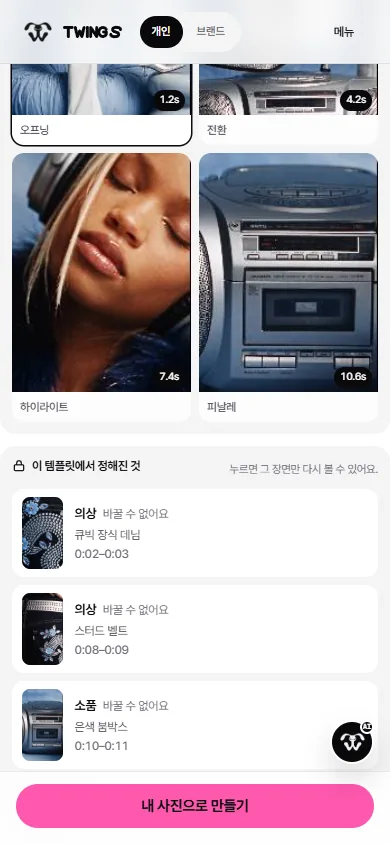 TWINGS
개인
브랜드
메뉴
1.2s
4.2s
오프닝
전환
7.4s
10.6s
하이라이트
피날레
이 템플릿에서 정해진 것
누르면 그 장면만 다시 볼 수 있어요.
의상 바꿀 수 없어요
큐빅 장식 데님
0:02–0:03
의상 바꿀 수 없어요
스터드 벨트
0:08–0:09
소품 바꿀 수 없어요
은색 붐박스
0:10–0:11
AI
내 사진으로 만들기